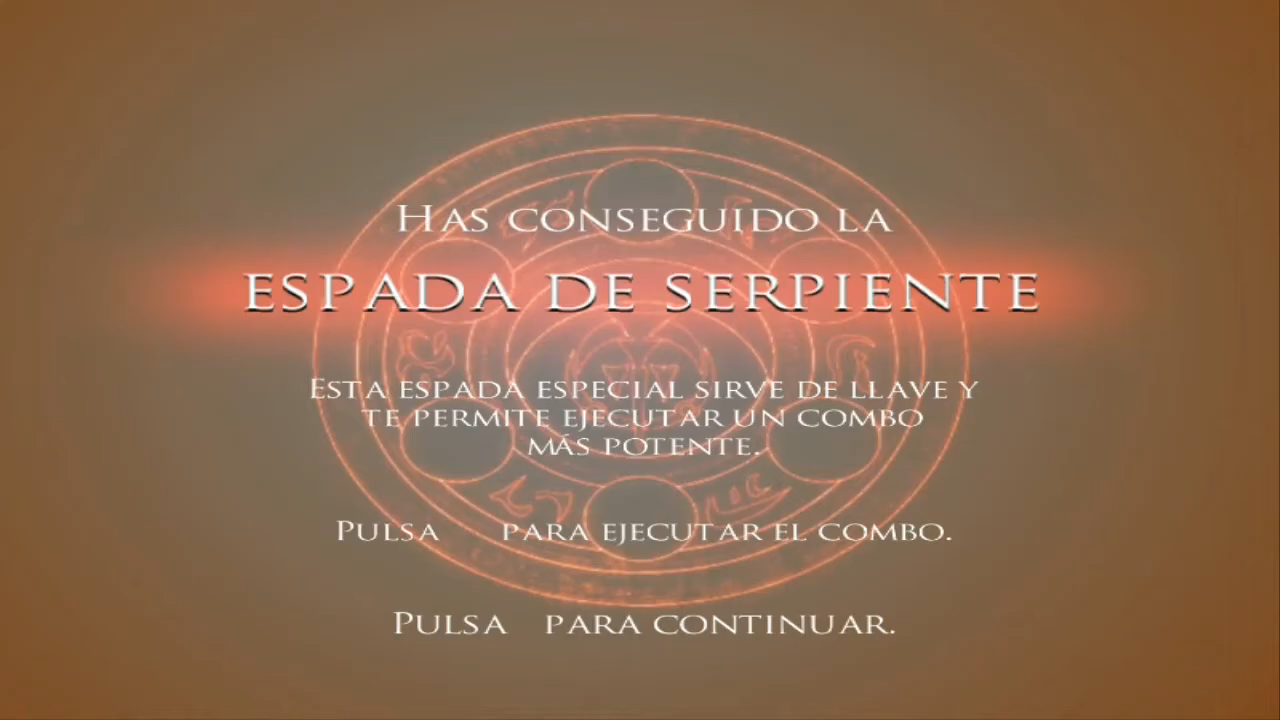 Has conseguido la
ESPADA DE SERPIENTE
Esta espada especial sirve de llave y
te permite ejecutar un combo
más potente.
Pulsa para ejecutar el combo.
Pulsa para continuar.